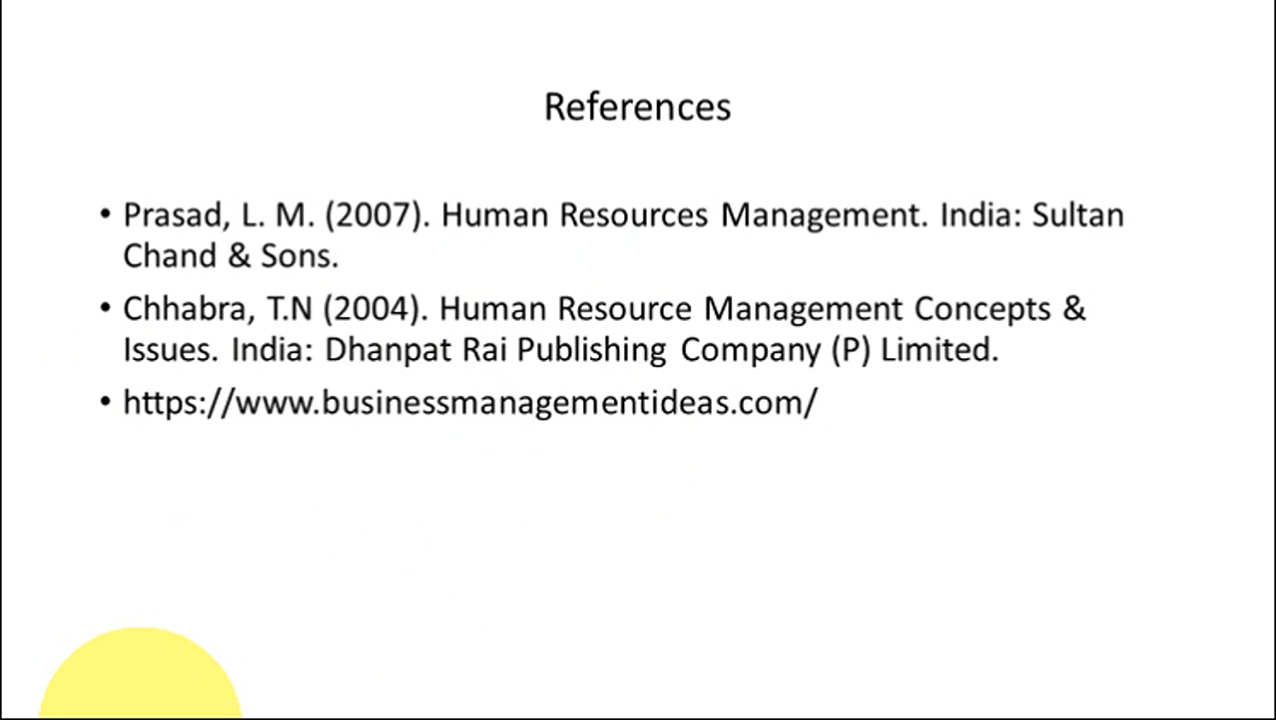 References
• Prasad, L. M. (2007). Human Resources Management. India: Sultan
Chand & Sons.
• Chhabra, T.N (2004). Human Resource Management Concepts &
Issues. India: Dhanpat Rai Publishing Company (P) Limited.
• https://www.businessmanagementideas.com/